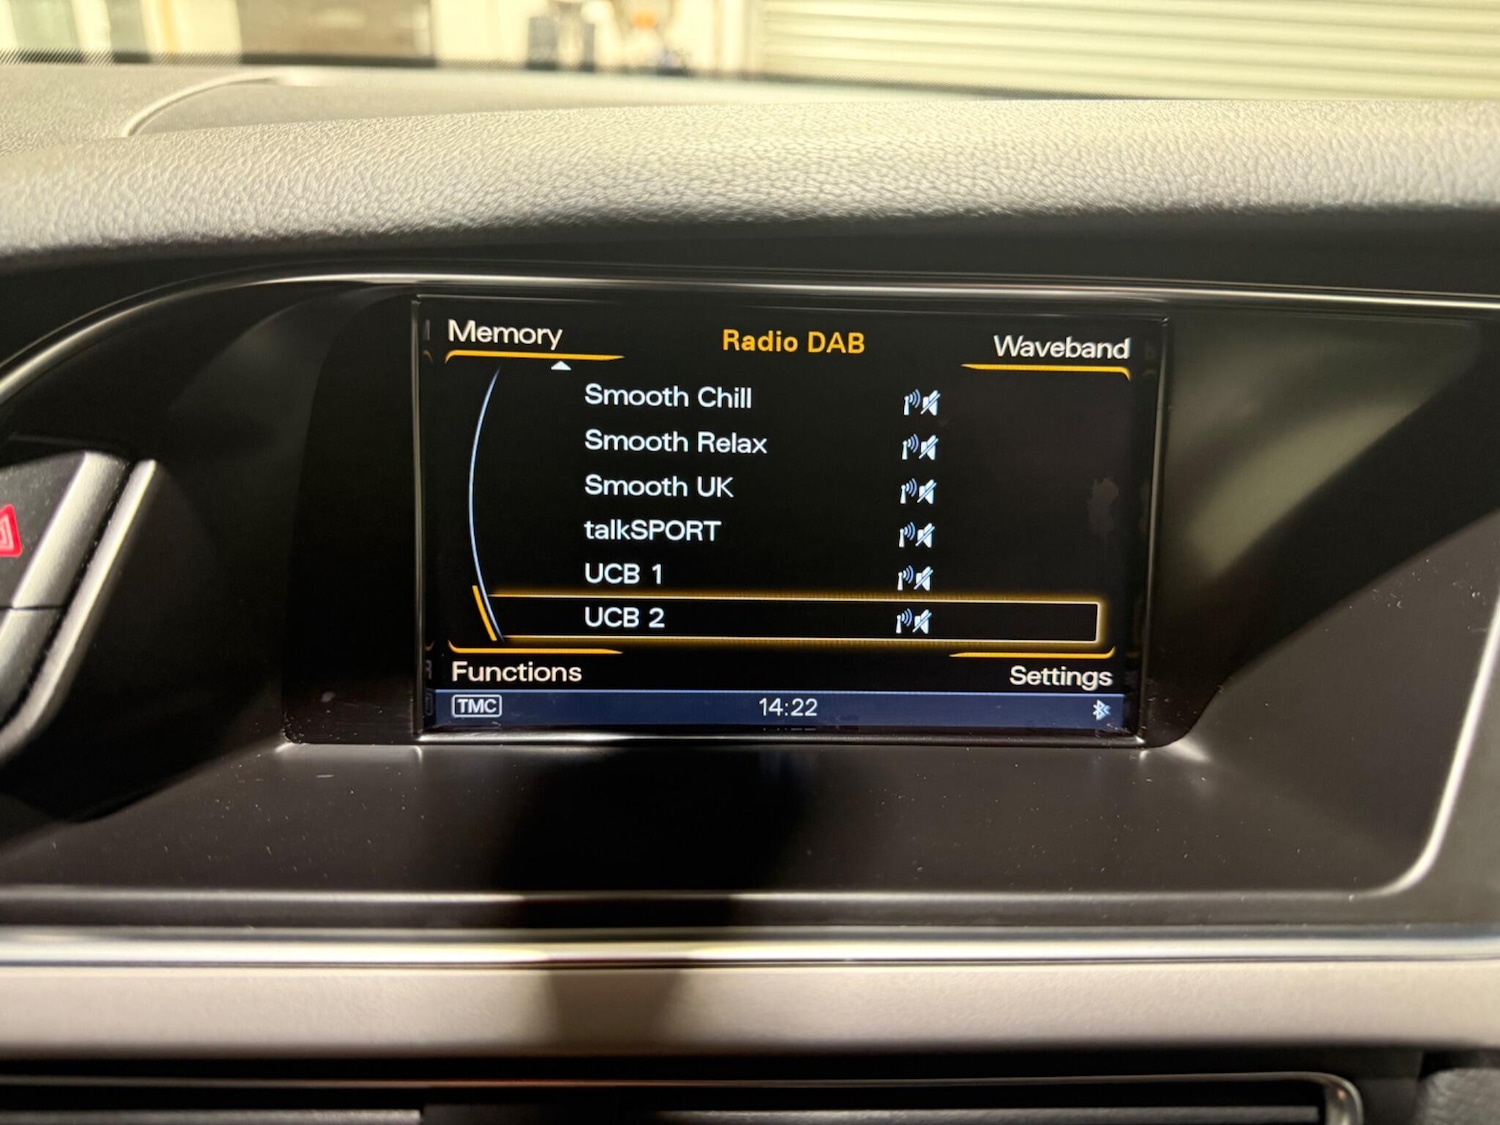 Memory
Radio DAB
Waveband
Smooth Chill
Smooth Relax
Smooth UK
talkSPORT
UCB 1
UCB 2
Functions
Settings
TMC
14:22